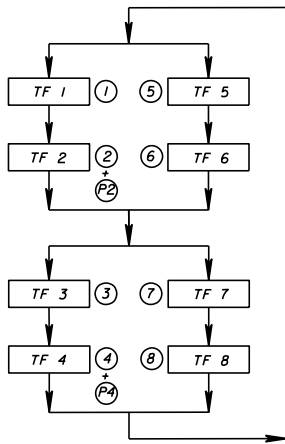 TF 1 1 5 TF 5
TF 2 2 6 TF 6
+
P2
TF 3 3 7 TF 7
TF 4 4 8 TF 8
+
P4